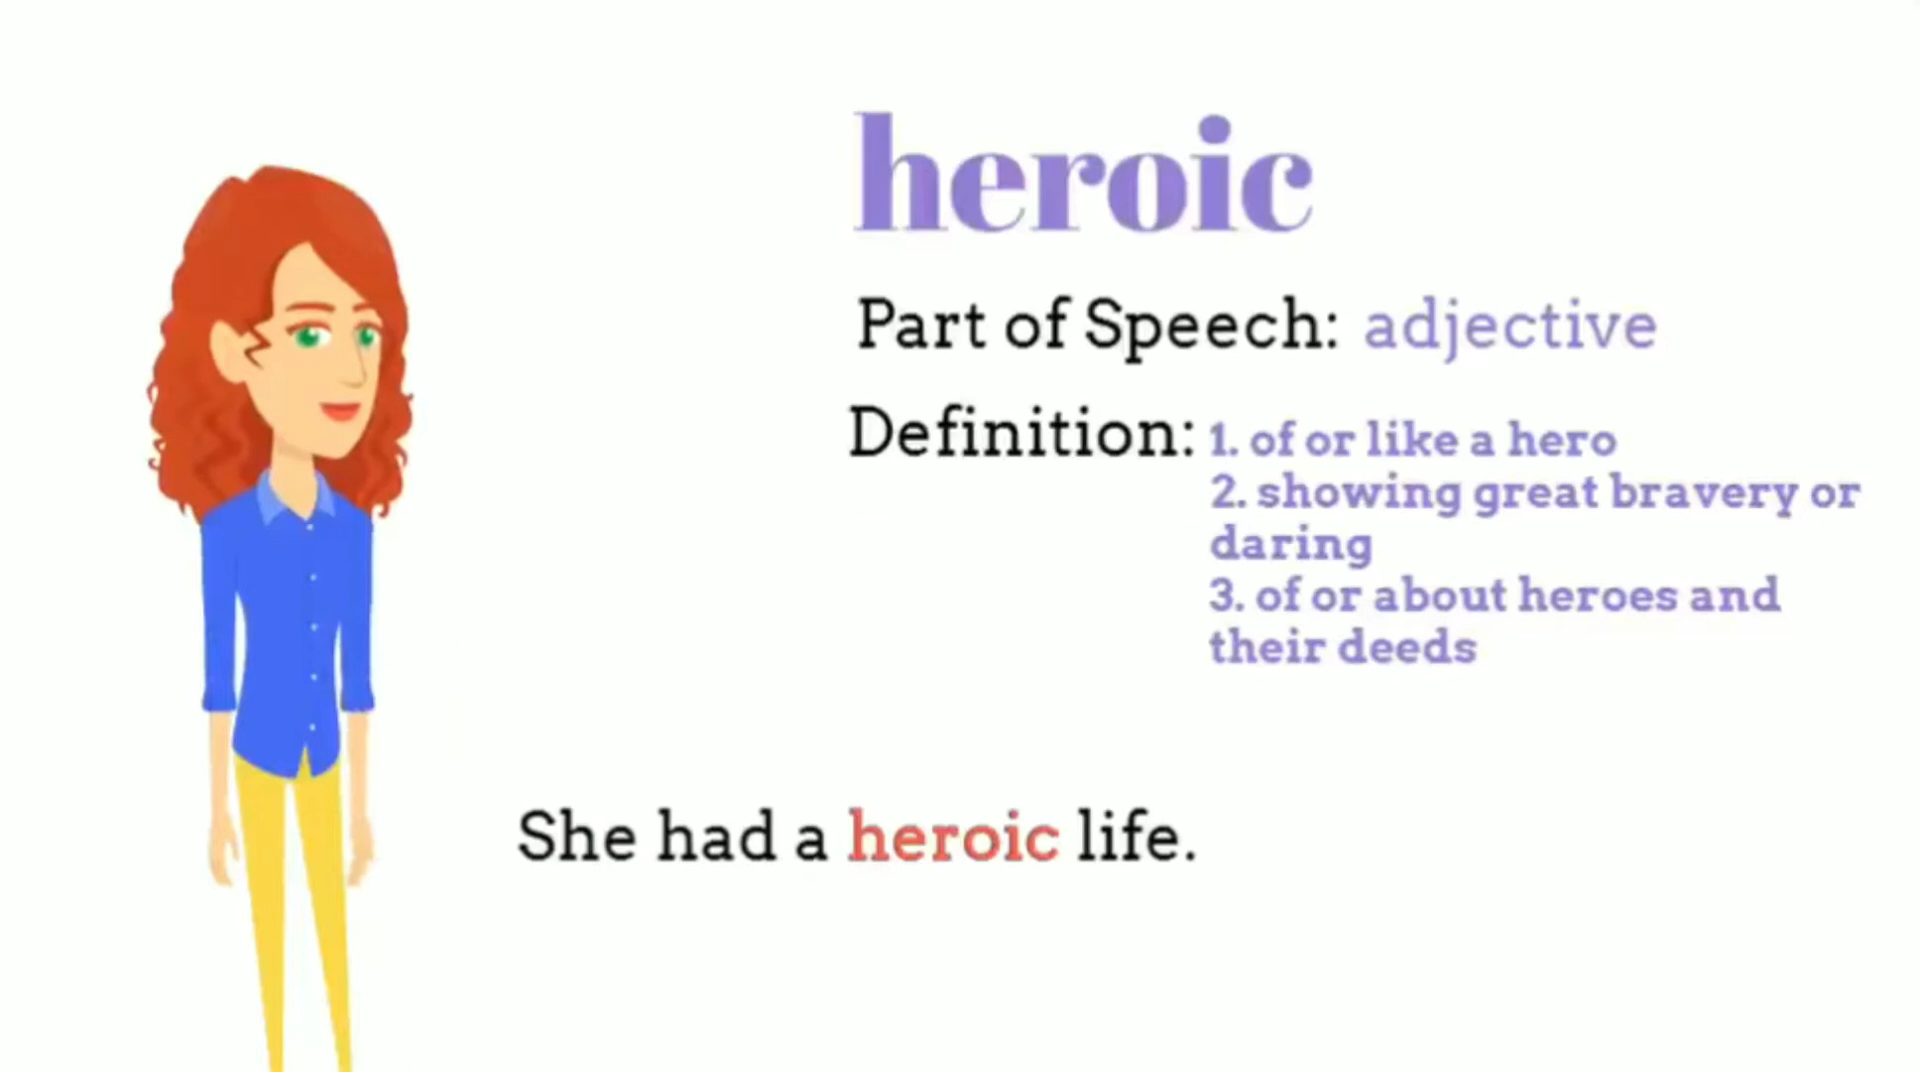 heroic
Part of Speech: adjective
Definition: 1. of or like a hero
2. showing great bravery or
daring
3. of or about heroes and
their deeds
She had a heroic life.